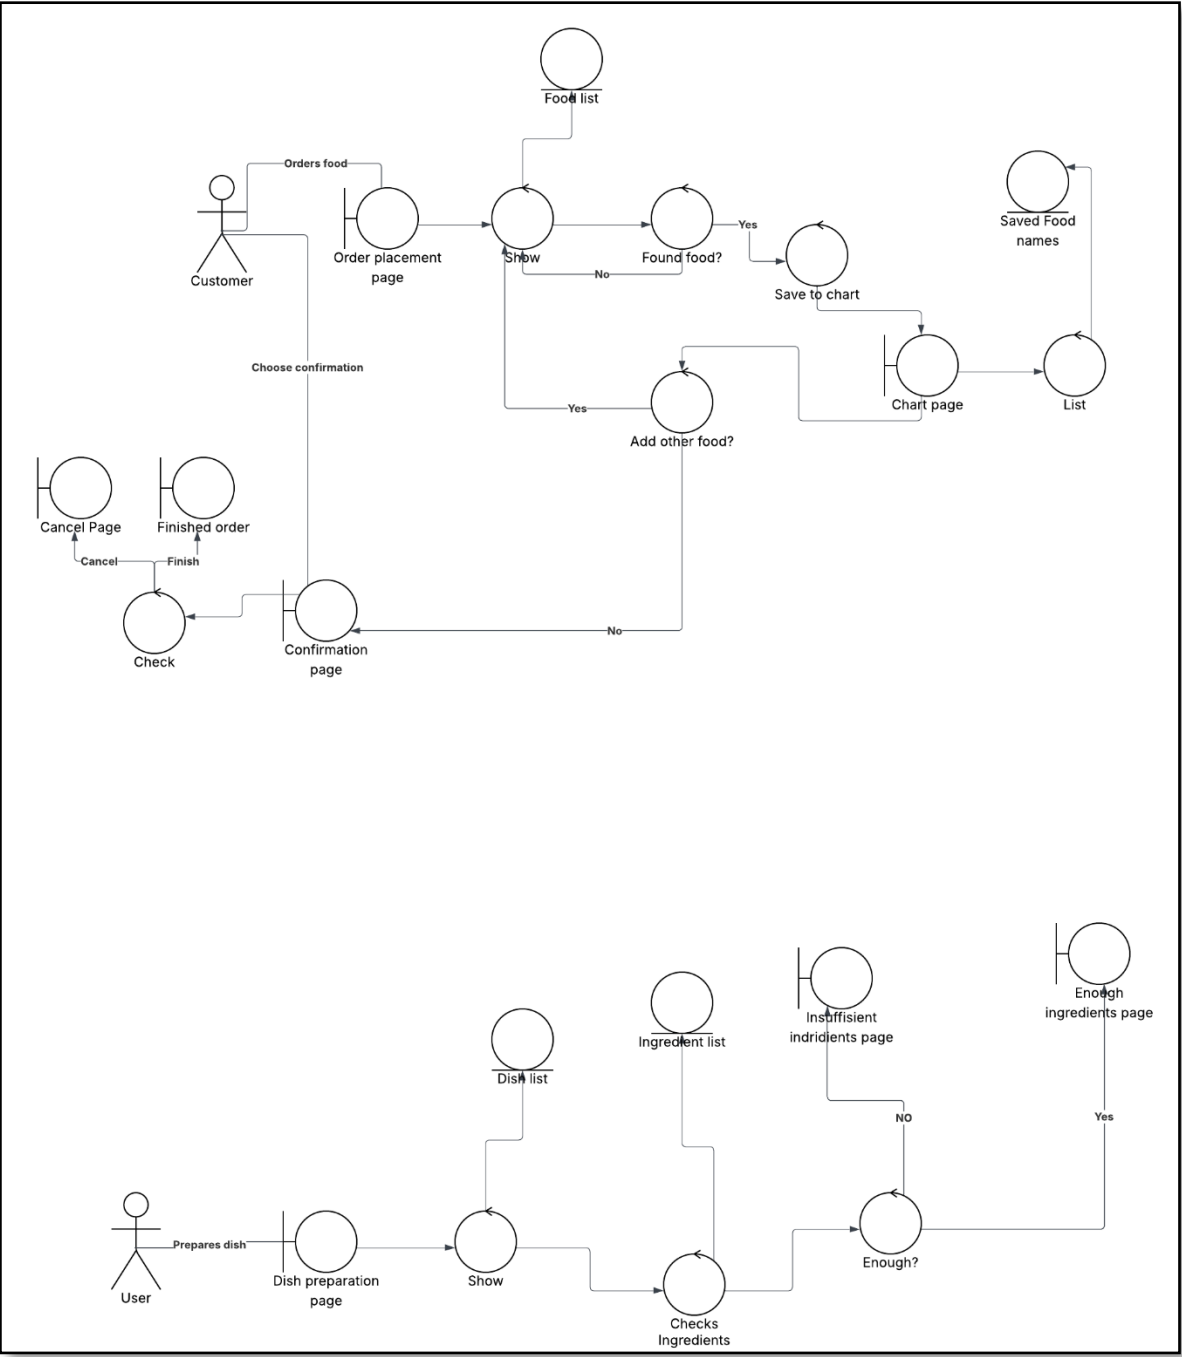 Food list
Orders food
Saved Food
names
Yes
Order placement
page
Show
Found food?
Customer
No
Save to chart
Choose confirmation
Chart page
List
Yes
Add other food?
Cancel Page
Finished order
Cancel
Finish
No
Confirmation
page
Check
Enough
ingredients page
Insuffisient
indridients page
Ingredient list
Dish list
NO
Yes
Prepares dish
Enough?
Dish preparation
page
Show
User
Checks
Ingredients